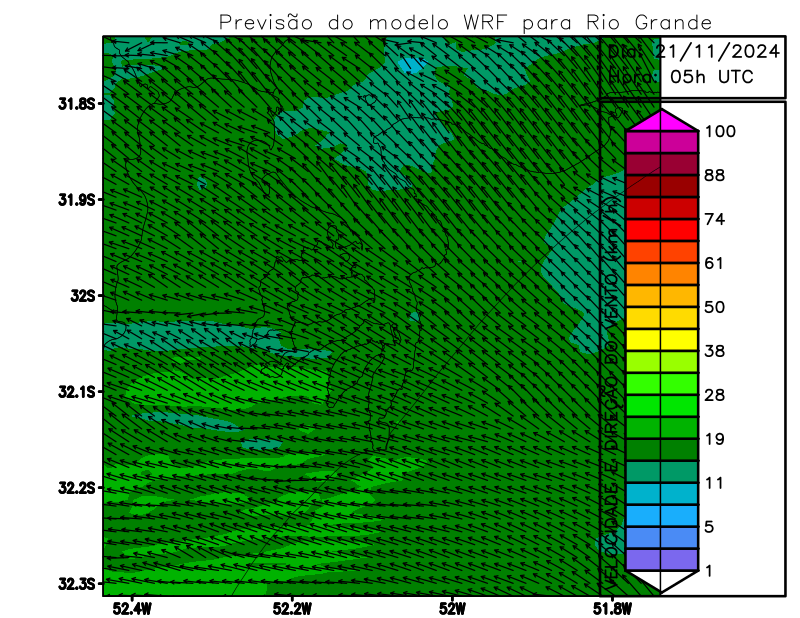 Previsão do modelo WRF para Rio Grande
Dia: 21/11/2024
Hora: 05h UTC
31.8S
31.9S
32S
32.1S
32.2S
32.3S
52.4W
52.2W
52W
51.8W
VELOCIDADE E DIREÇÃO DO VENTO (km/h)
100
88
74
61
50
38
28
19
11
5
1